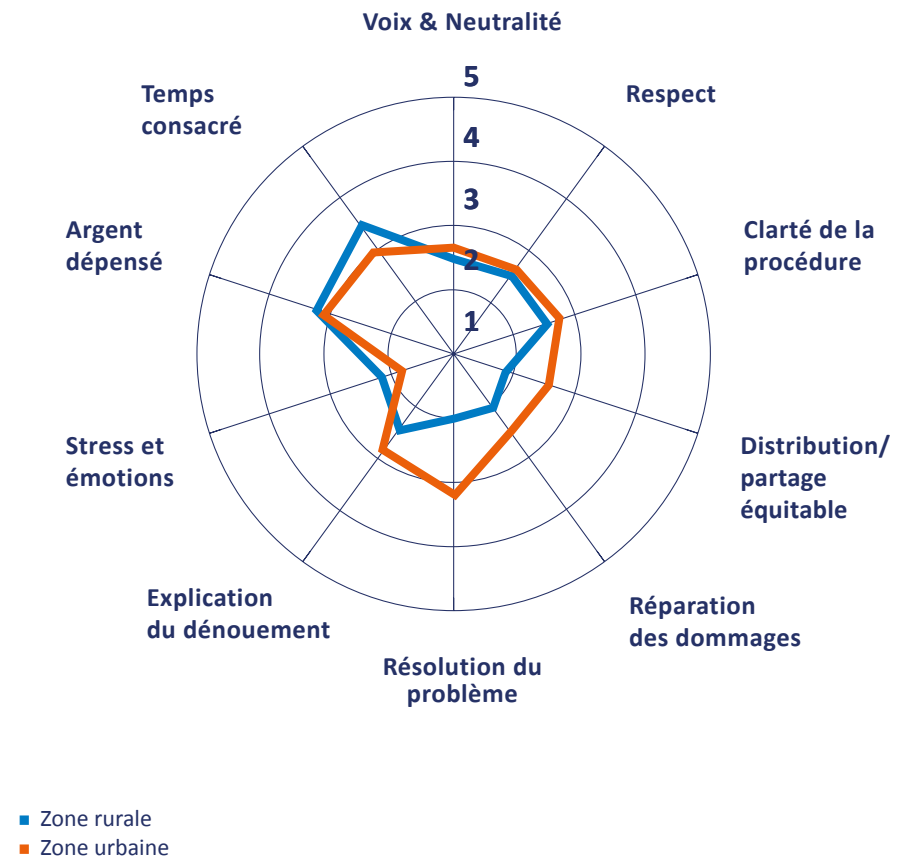 Voix & Neutralité
5
4
3
2
1
Respect
Clarté de la
procédure
Distribution/
partage
équitable
Réparation
des dommages
Résolution du
problème
Explication
du dénouement
Stress et
émotions
Argent
dépensé
Temps
consacré
Zone rurale
Zone urbaine